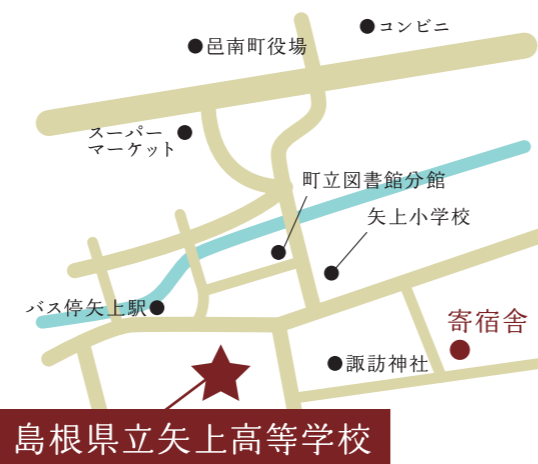 コンビニ
邑南町役場
スーパー
マーケット
町立図書館分館
矢上小学校
バス停矢上駅
寄宿舎
諏訪神社
島根県立矢上高等学校